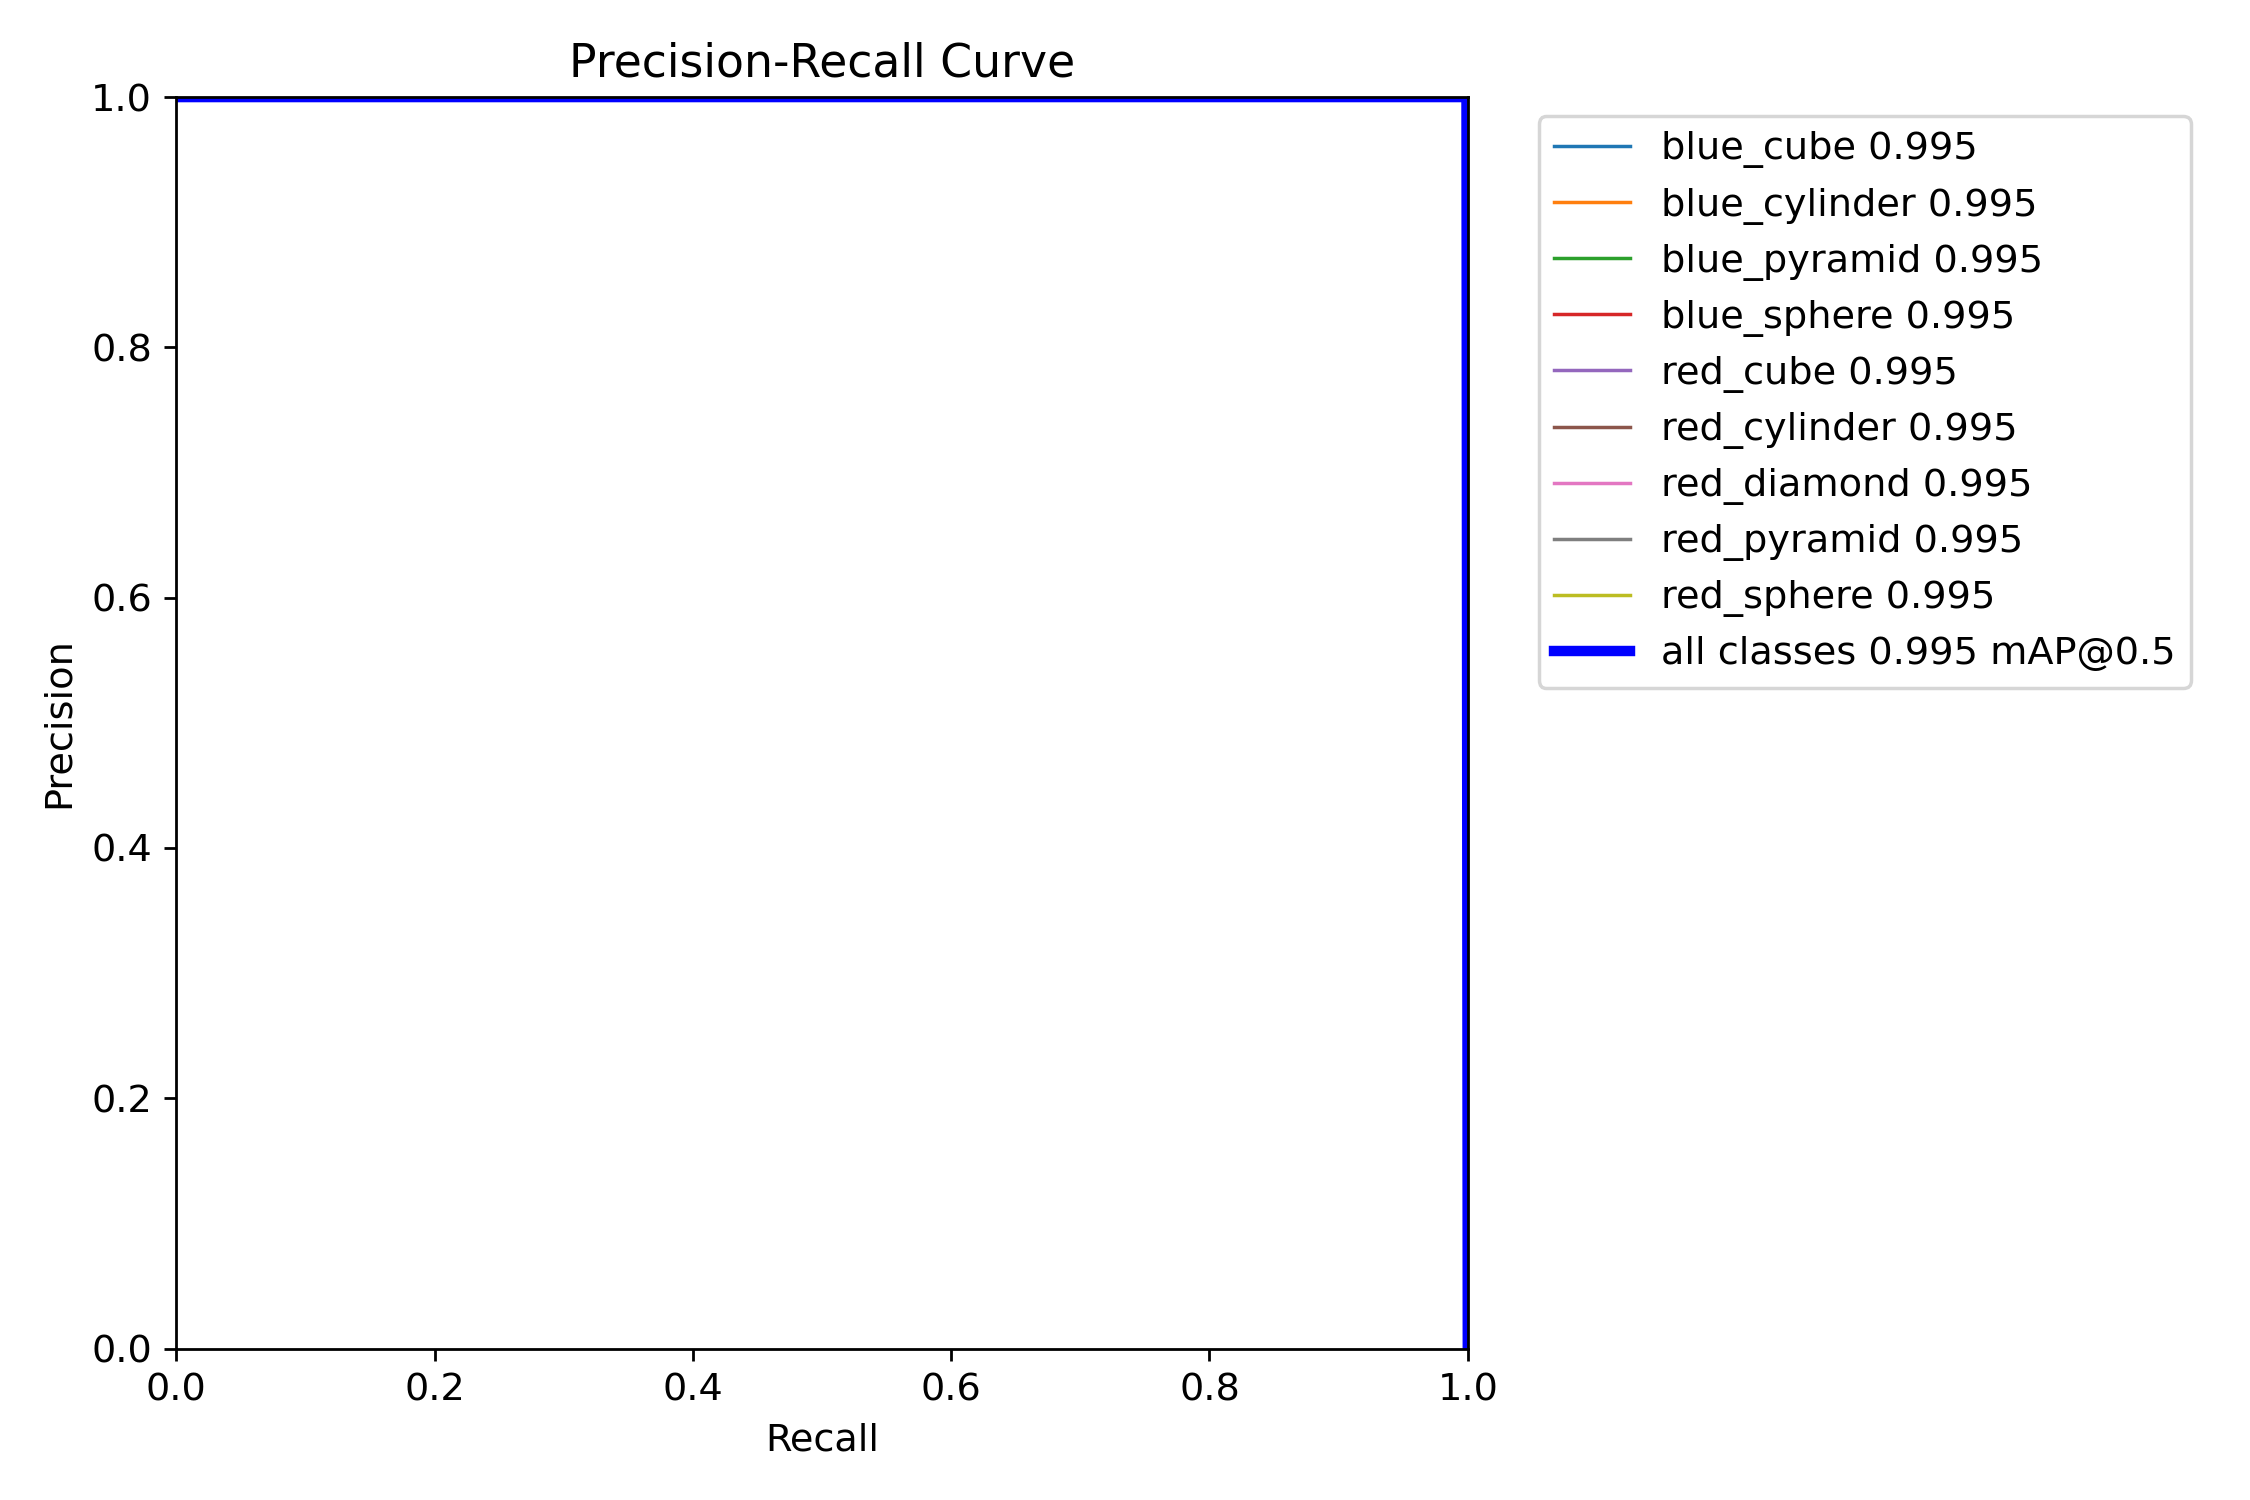 Precision-Recall Curve
1.0
0.8
0.6
0.4
0.2
0.0
Precision
0.0 0.2 0.4 0.6 0.8 1.0
Recall
blue_cube 0.995
blue_cylinder 0.995
blue_pyramid 0.995
blue_sphere 0.995
red_cube 0.995
red_cylinder 0.995
red_diamond 0.995
red_pyramid 0.995
red_sphere 0.995
all classes 0.995 mAP@0.5